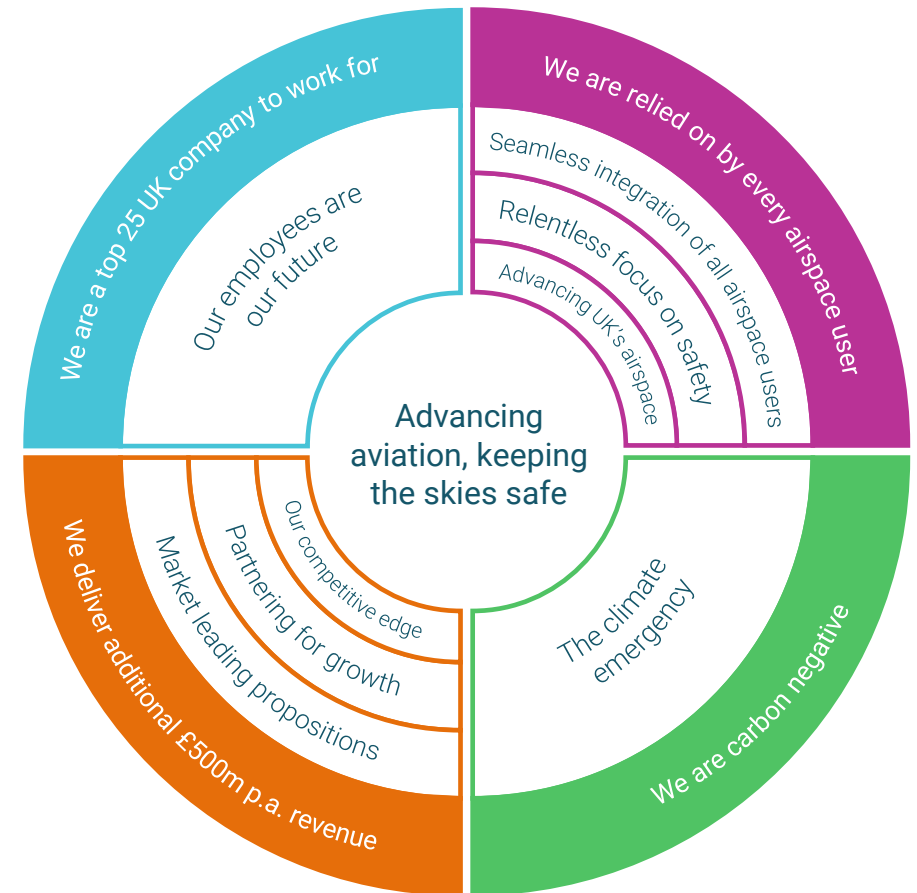 We are a top 25 UK company to work for
Our employees are
our future
We are relied on by every airspace user
Seamless integration of all airspace users
Relentless focus on safety
Advancing UK's airspace
Advancing
aviation, keeping
the skies safe
Our competitive edge
Partnering for growth
Market leading propositions
We deliver additional £500m p.a. revenue
The climate
emergency
We are carbon negative